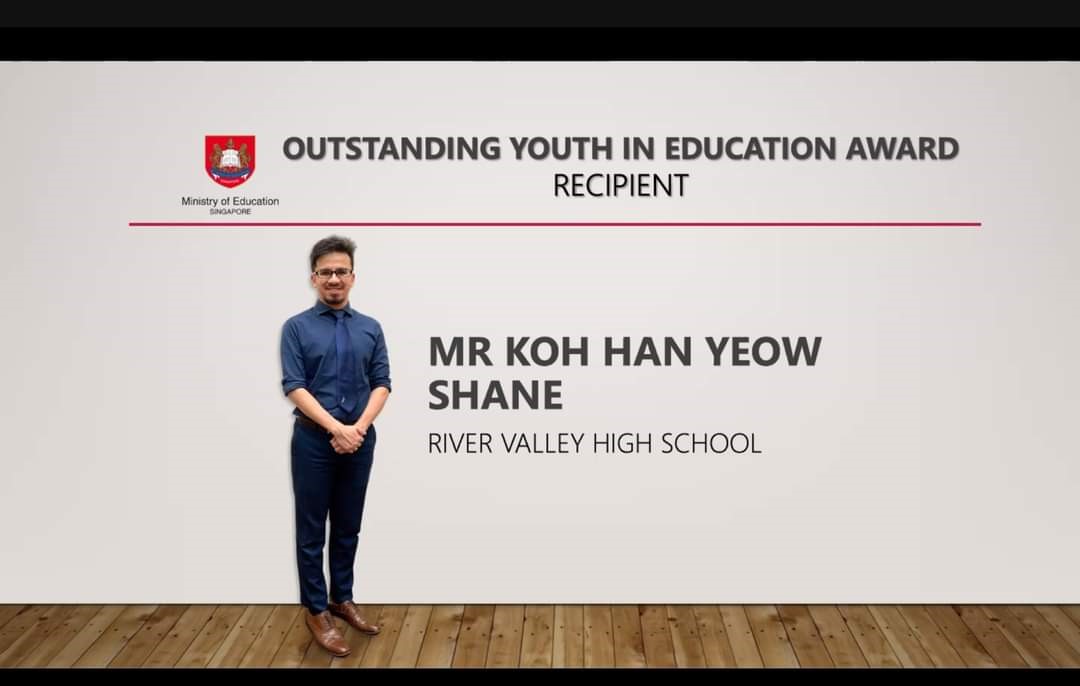 OUTSTANDING YOUTH IN EDUCATION AWARD
RECIPIENT
Ministry of Education
SINGAPORE
MR KOH HAN YEOW
SHANE
RIVER VALLEY HIGH SCHOOL